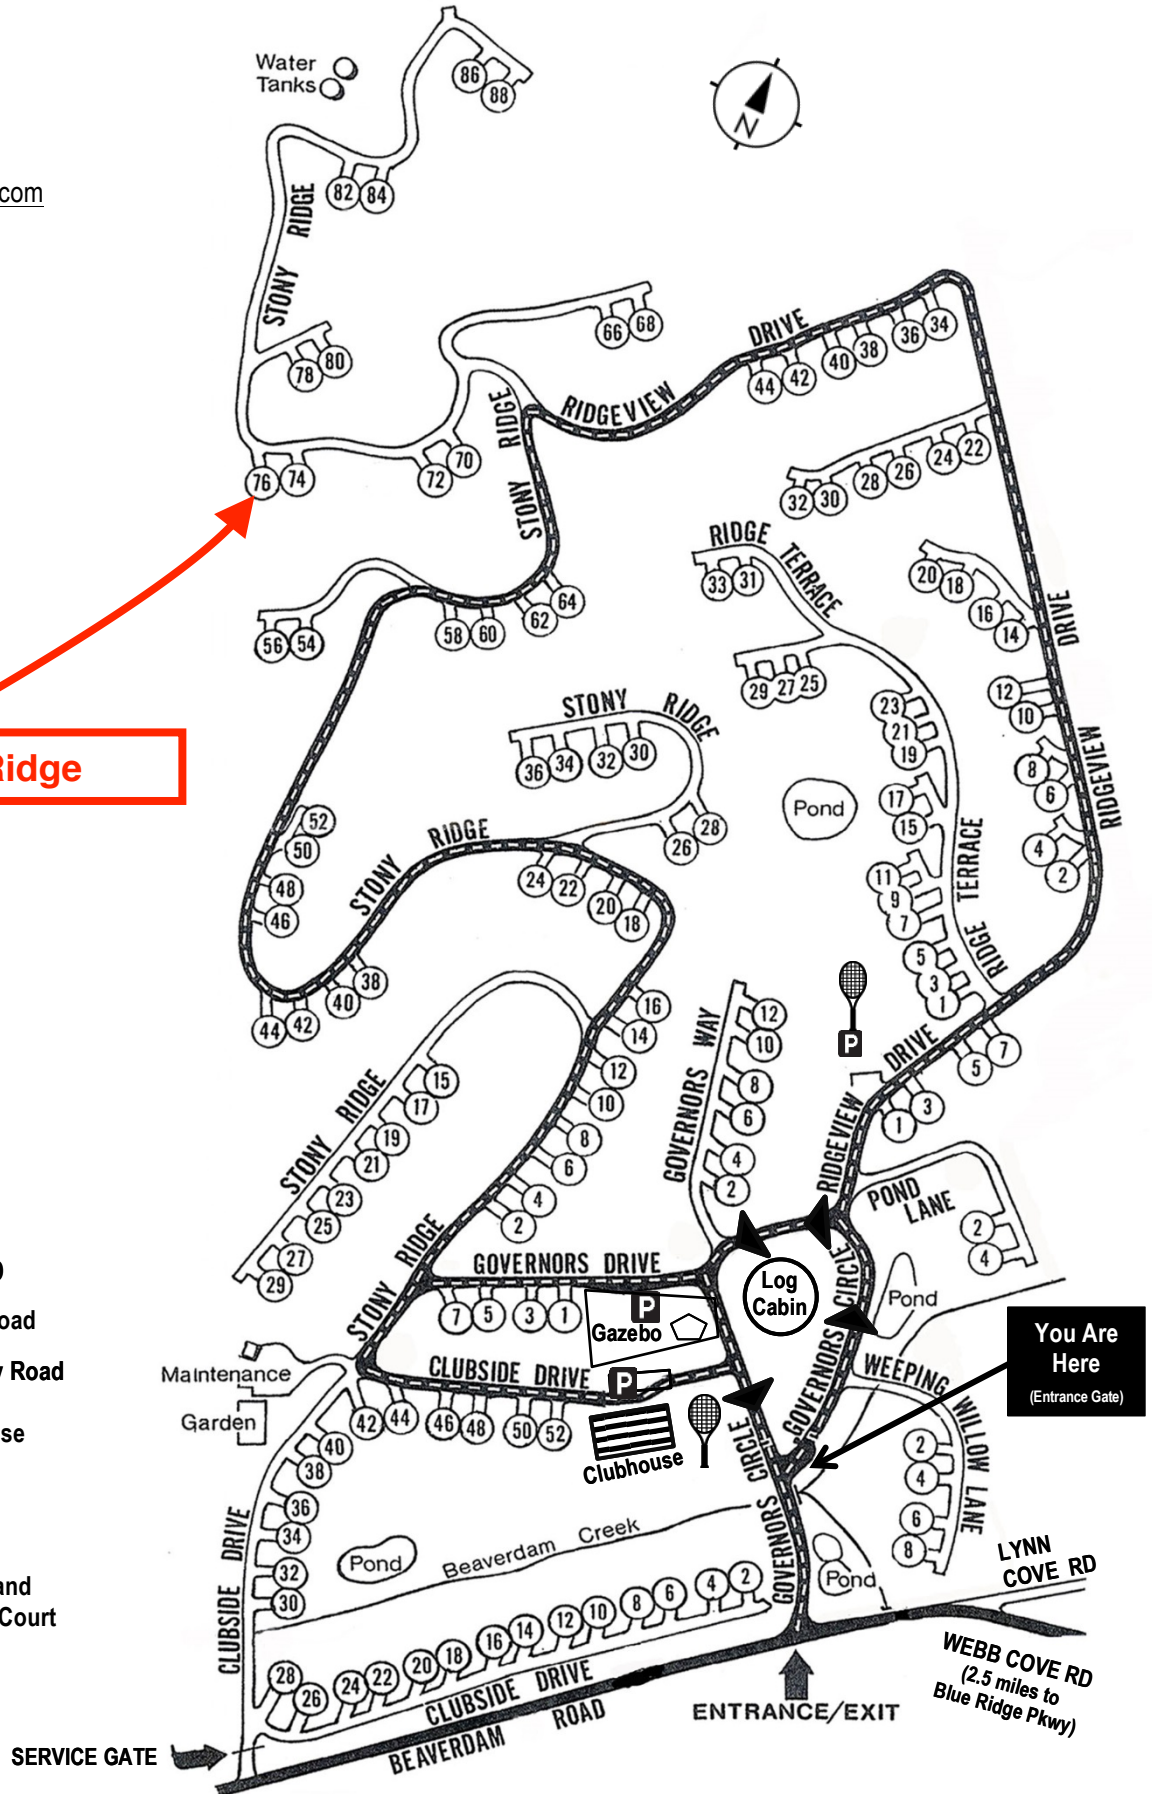 Water
Tanks
86
88
N
com
82
84
STONY RIDGE
66
68
DRIVE
34
36
38
40
42
44
78
80
RIDGEVIEW
STONY RIDGE
22
24
26
28
30
32
70
72
74
76
RIDGE TERRACE
33
31
20
18
16
14
DRIVE
64
62
60
58
56
54
29
27
25
12
10
23
21
19
STONY RIDGE
36
34
32
30
8
6
RIDGEVIEW
Ridge
Pond
17
15
28
26
52
50
STONY RIDGE
4
2
TERRACE
RIDGE
11
9
7
48
46
24
22
20
18
5
3
1
38
40
42
44
P
16
14
GOVERNORS WAY
12
10
DRIVE
7
5
STONY RIDGE
15
17
19
21
23
25
27
29
12
10
8
6
4
2
8
6
4
2
RIDGEVIEW
3
1
POND
LANE
2
4
STONY RIDGE
GOVERNORS DRIVE
7
5
3
1
P
Gazebo
Log
Cabin
GOVERNORS CIRCLE
Pond
oad
Road
se
and
Court
You Are
Here
(Entrance Gate)
Maintenance
Garden
CLUBSIDE DRIVE
P
42
44
46
48
50
52
Clubhouse
WEEPING WILLOW LANE
2
4
6
8
40
38
36
34
32
30
CLUBSIDE DRIVE
GOVERNORS CIRCLE
Pond
Beaverdam Creek
Pond
LYNN
COVE RD
28
26
24
22
20
18
16
14
12
10
8
6
4
2
CLUBSIDE DRIVE
BEAVERDAM ROAD
WEBB COVE RD
(2.5 miles to
Blue Ridge Pkwy)
ENTRANCE/EXIT
SERVICE GATE